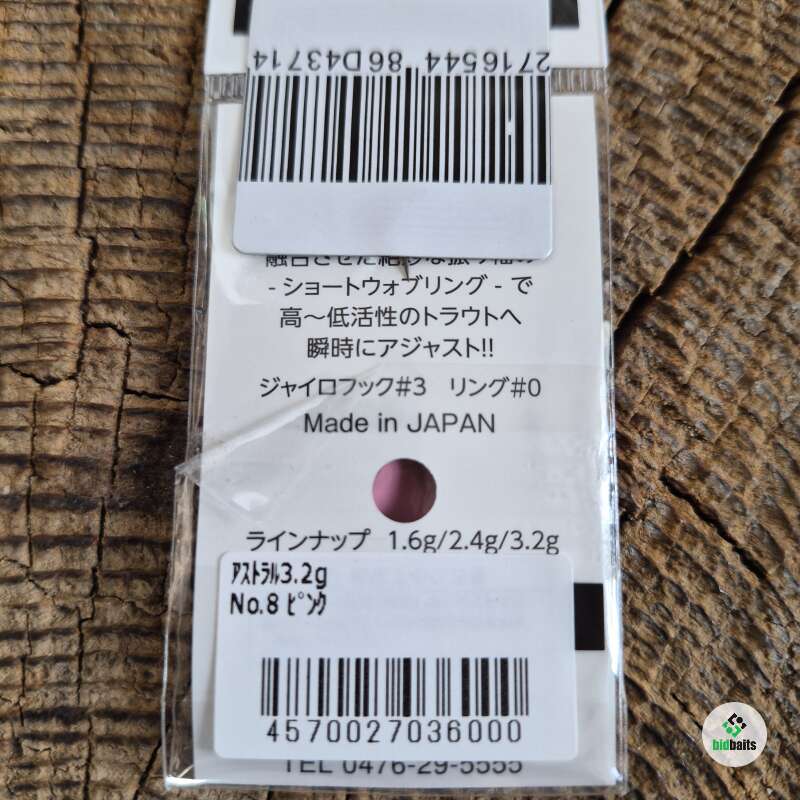 2716544 86D43714
- ショートウォブリング - で
高〜低活性のトラウトへ
瞬時にアジャスト!!
ジャイロフック#3 リング#0
Made in JAPAN
ラインナップ 1.6g/2.4g/3.2g
ｱｽﾄﾗﾙ3.2g
No.8 ﾋﾟﾝｸ
4570027036000
TEL 0476-29-5555
bidbaits